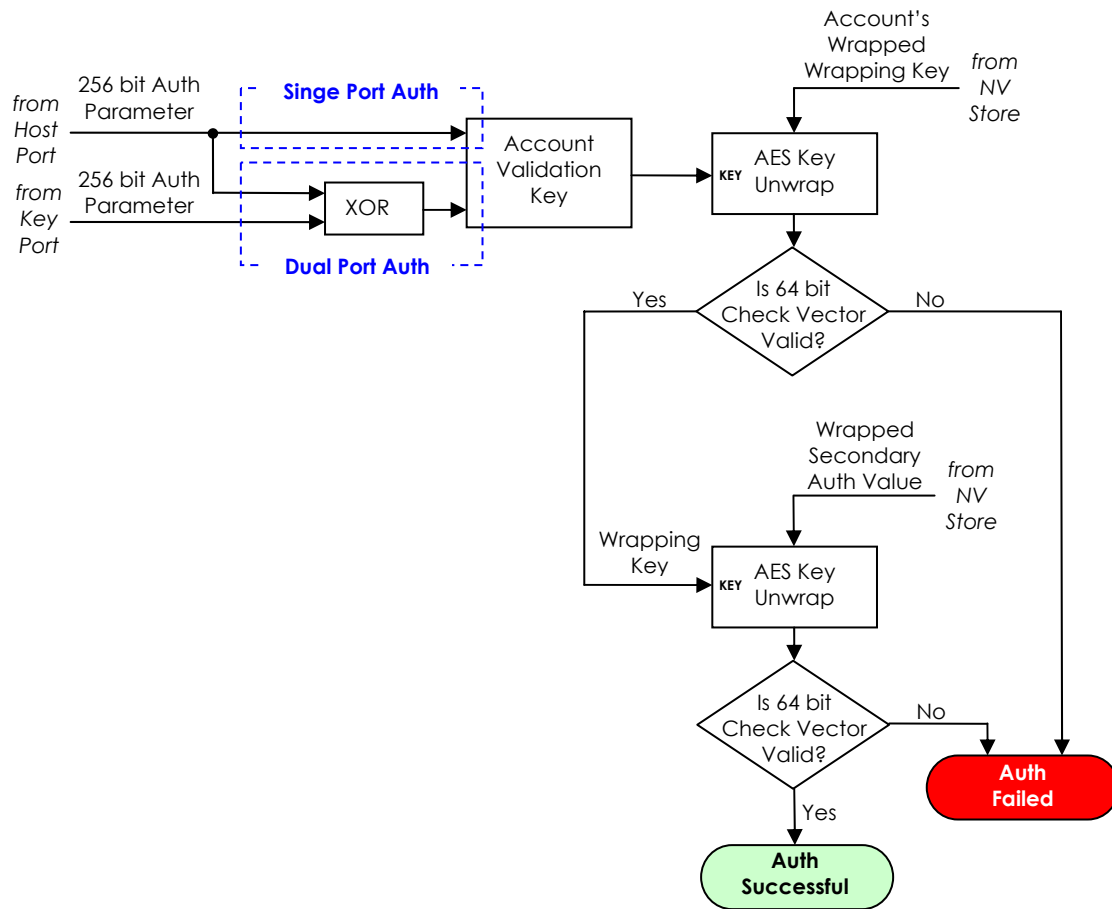 Account's
Wrapped
Wrapping Key
from
NV
Store
256 bit Auth
Parameter
from
Host
Port
Singe Port Auth
Account
Validation
Key
KEY
AES Key
Unwrap
256 bit Auth
Parameter
from
Key
Port
XOR
Dual Port Auth
Yes
Is 64 bit
Check Vector
Valid?
No
Wrapped
Secondary
Auth Value
from
NV
Store
Wrapping
Key
KEY
AES Key
Unwrap
Is 64 bit
Check Vector
Valid?
No
Yes
Auth
Failed
Auth
Successful